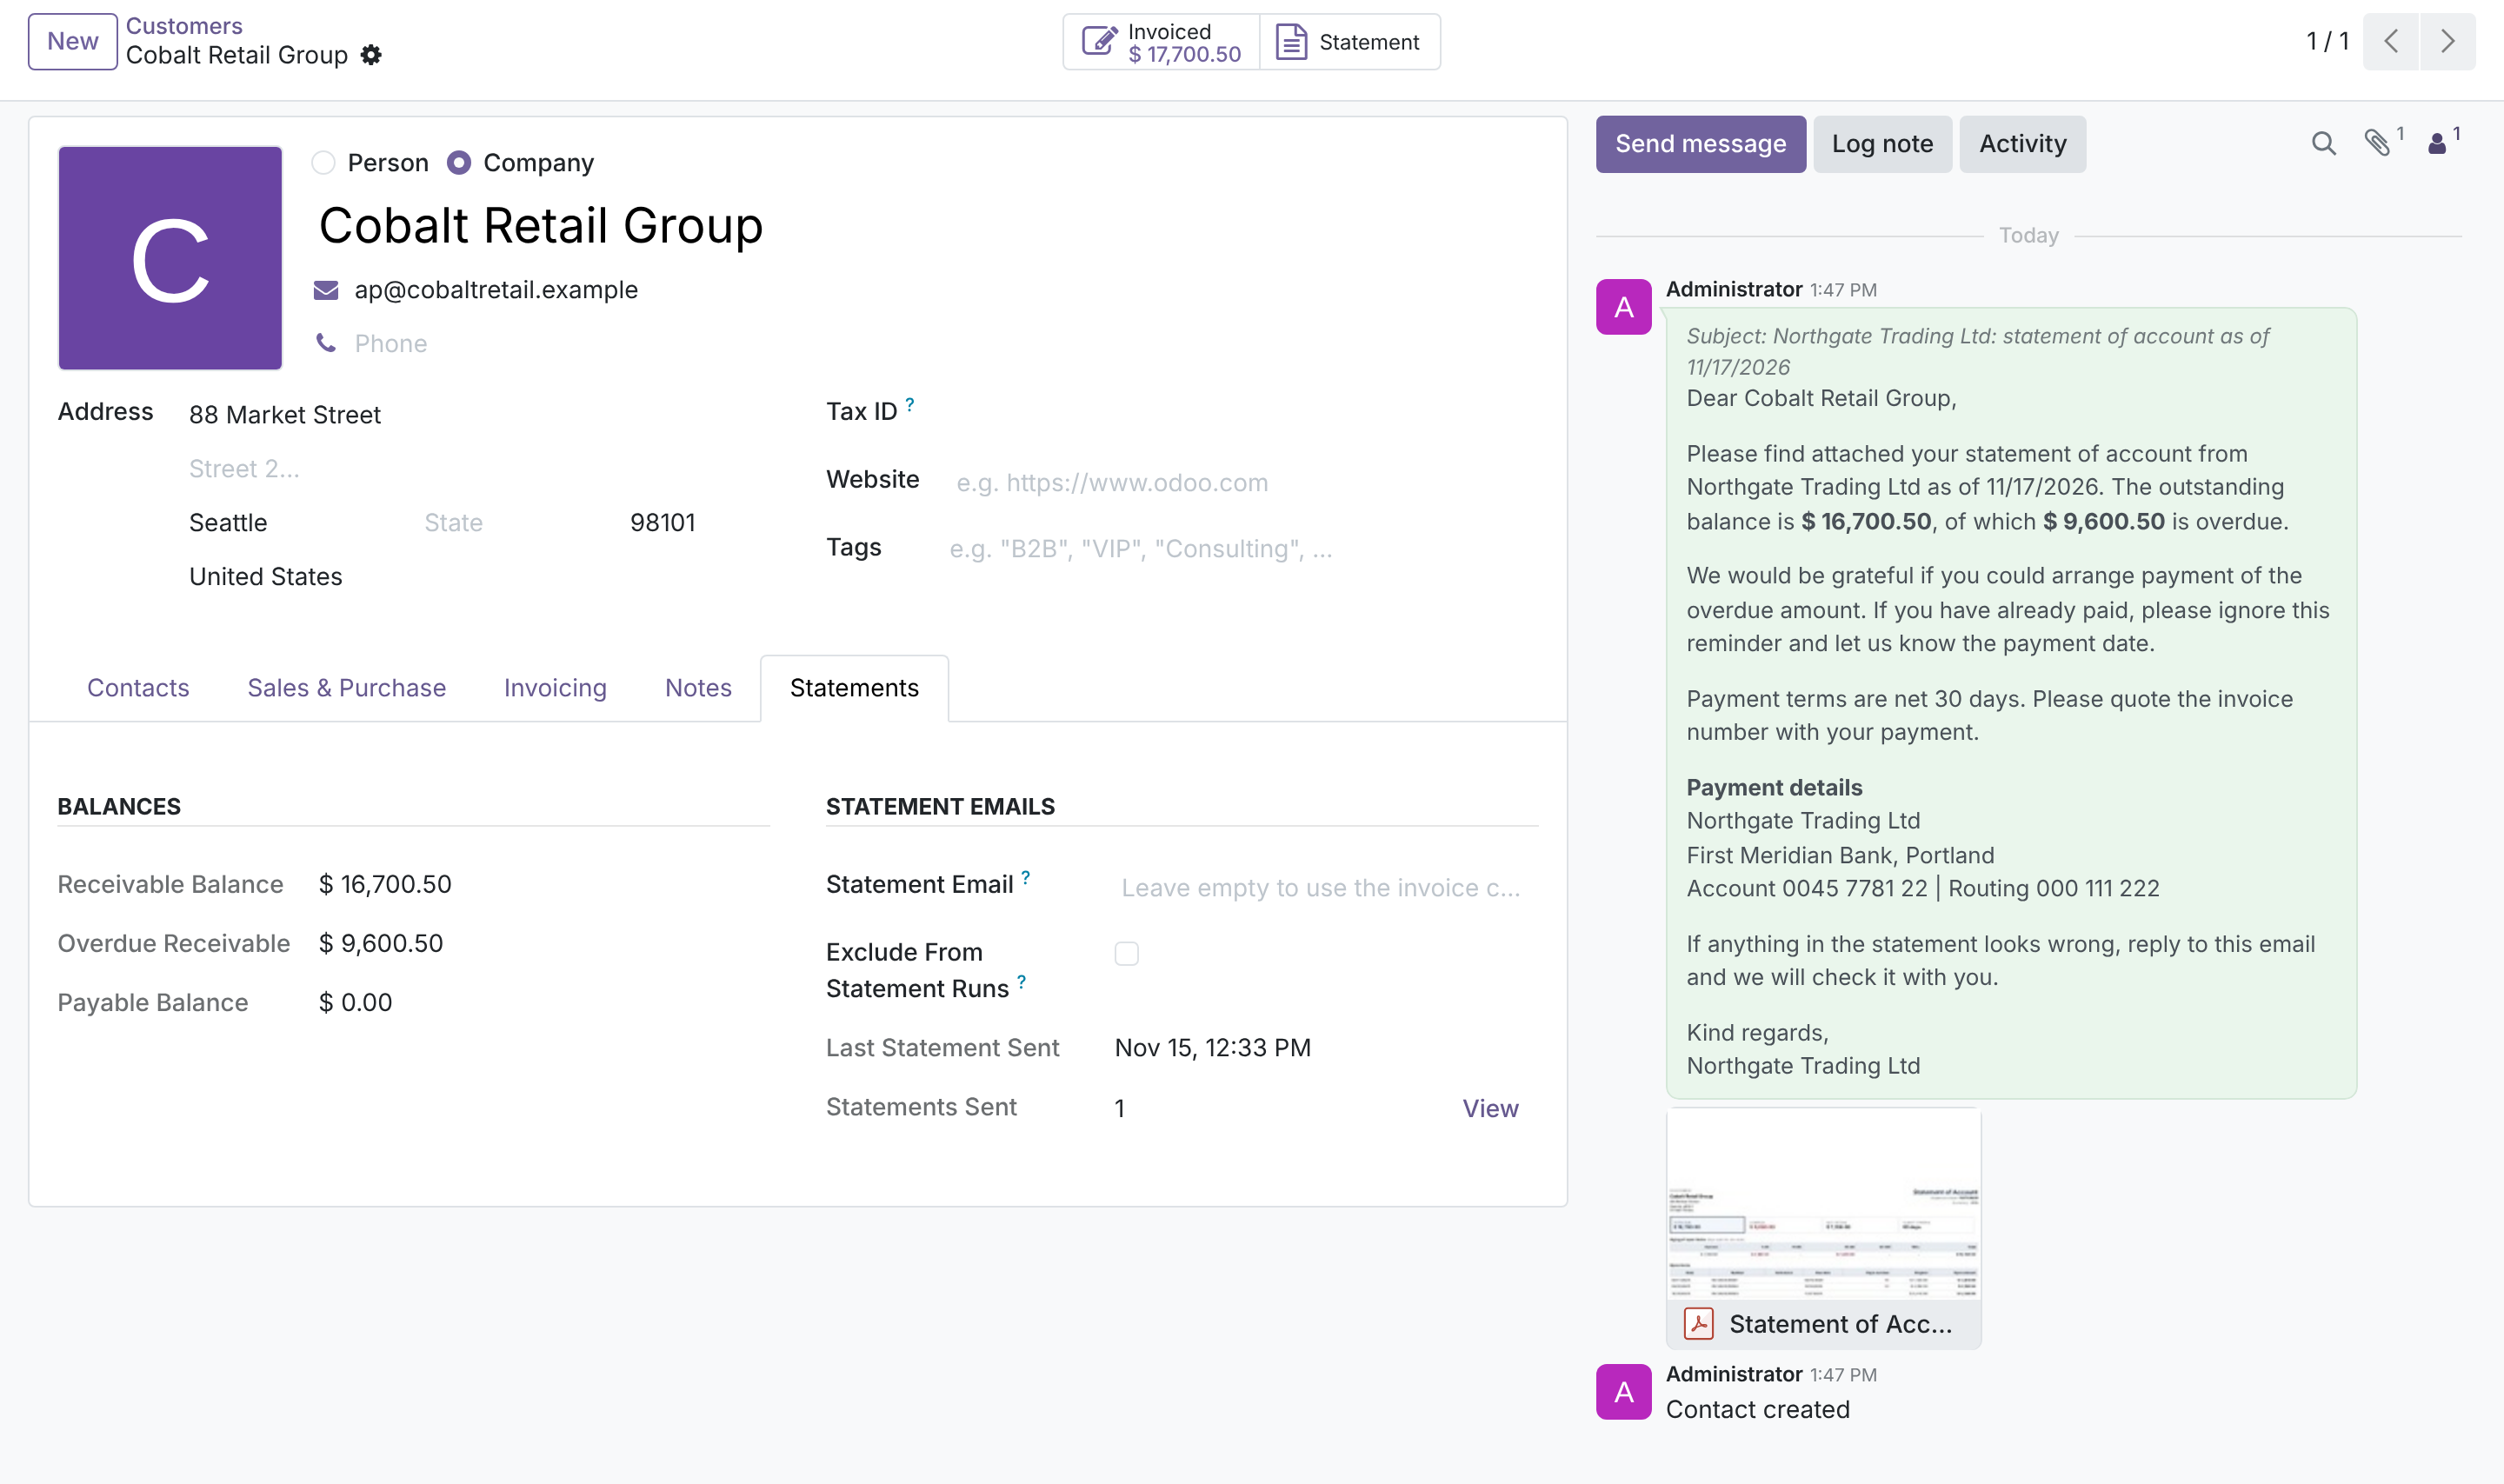 New
Customers
Cobalt Retail Group
Invoiced
$ 17,700.50
Statement
1 / 1
C
Person
Company
Cobalt Retail Group
ap@cobaltretail.example
Phone
Address
88 Market Street
Street 2...
Seattle State 98101
United States
Tax ID ?
Website e.g. https://www.odoo.com
Tags e.g. "B2B", "VIP", "Consulting", ...
Contacts Sales & Purchase Invoicing Notes Statements
BALANCES
Receivable Balance $ 16,700.50
Overdue Receivable $ 9,600.50
Payable Balance $ 0.00
STATEMENT EMAILS
Statement Email ? Leave empty to use the invoice c...
Exclude From
Statement Runs ?
Last Statement Sent Nov 15, 12:33 PM
Statements Sent 1 View
Send message Log note Activity 1 1
Today
A
Administrator 1:47 PM
Subject: Northgate Trading Ltd: statement of account as of
11/17/2026
Dear Cobalt Retail Group,
Please find attached your statement of account from
Northgate Trading Ltd as of 11/17/2026. The outstanding
balance is $ 16,700.50, of which $ 9,600.50 is overdue.
We would be grateful if you could arrange payment of the
overdue amount. If you have already paid, please ignore this
reminder and let us know the payment date.
Payment terms are net 30 days. Please quote the invoice
number with your payment.
Payment details
Northgate Trading Ltd
First Meridian Bank, Portland
Account 0045 7781 22 | Routing 000 111 222
If anything in the statement looks wrong, reply to this email
and we will check it with you.
Kind regards,
Northgate Trading Ltd
Cobalt Retail Group
Statement of Account
Statement of Acc...
A
Administrator 1:47 PM
Contact created